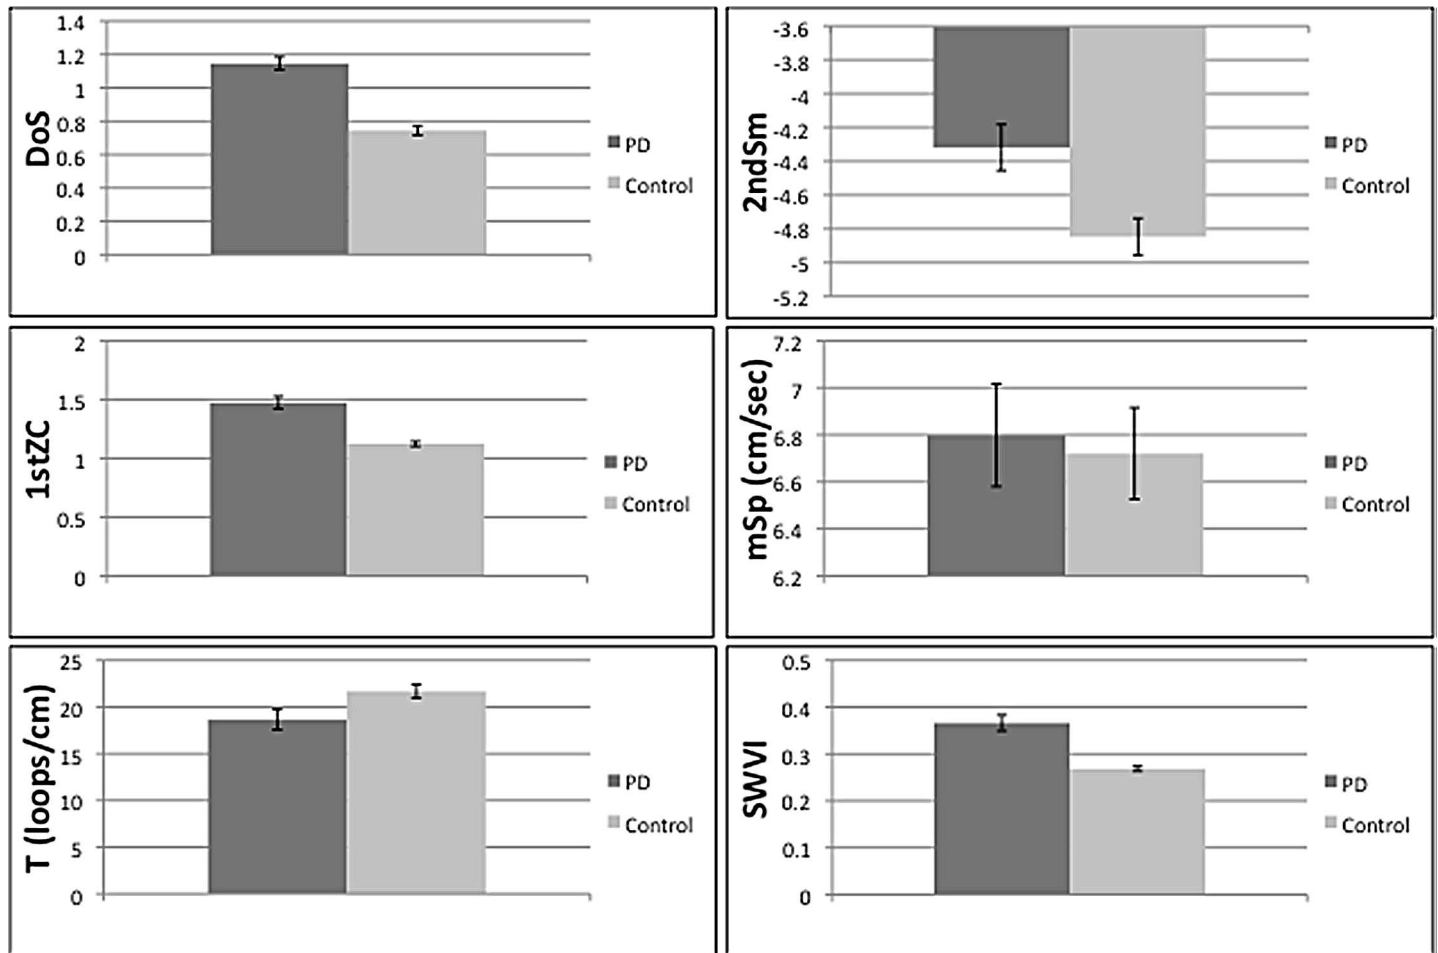 DoS
1.4
1.2
1
0.8
0.6
0.4
0.2
0
PD
Control
2ndSm
-3.6
-3.8
-4
-4.2
-4.4
-4.6
-4.8
-5
-5.2
PD
Control
1stZC
2
1.5
1
0.5
0
PD
Control
mSp (cm/sec)
7.2
7
6.8
6.6
6.4
6.2
PD
Control
T (loops/cm)
25
20
15
10
5
0
PD
Control
SWVI
0.5
0.4
0.3
0.2
0.1
0
PD
Control